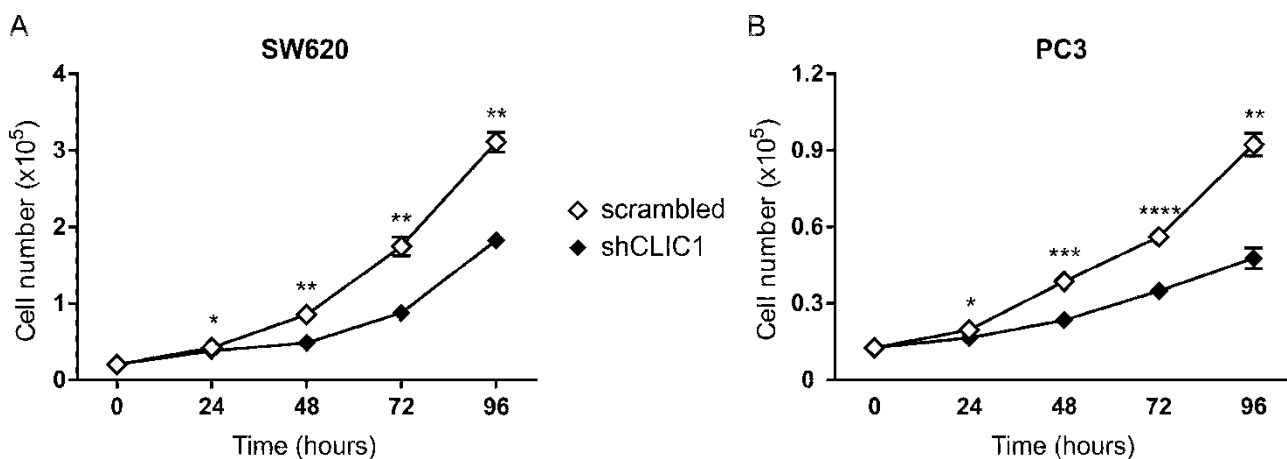 A
SW620
Cell number (x10⁵)
4
3
2
1
0
**
**
**
*
0 24 48 72 96
Time (hours)
scrambled
shCLIC1
B
PC3
Cell number (x10⁵)
1.2
0.9
0.6
0.3
0
**
****
***
*
0 24 48 72 96
Time (hours)